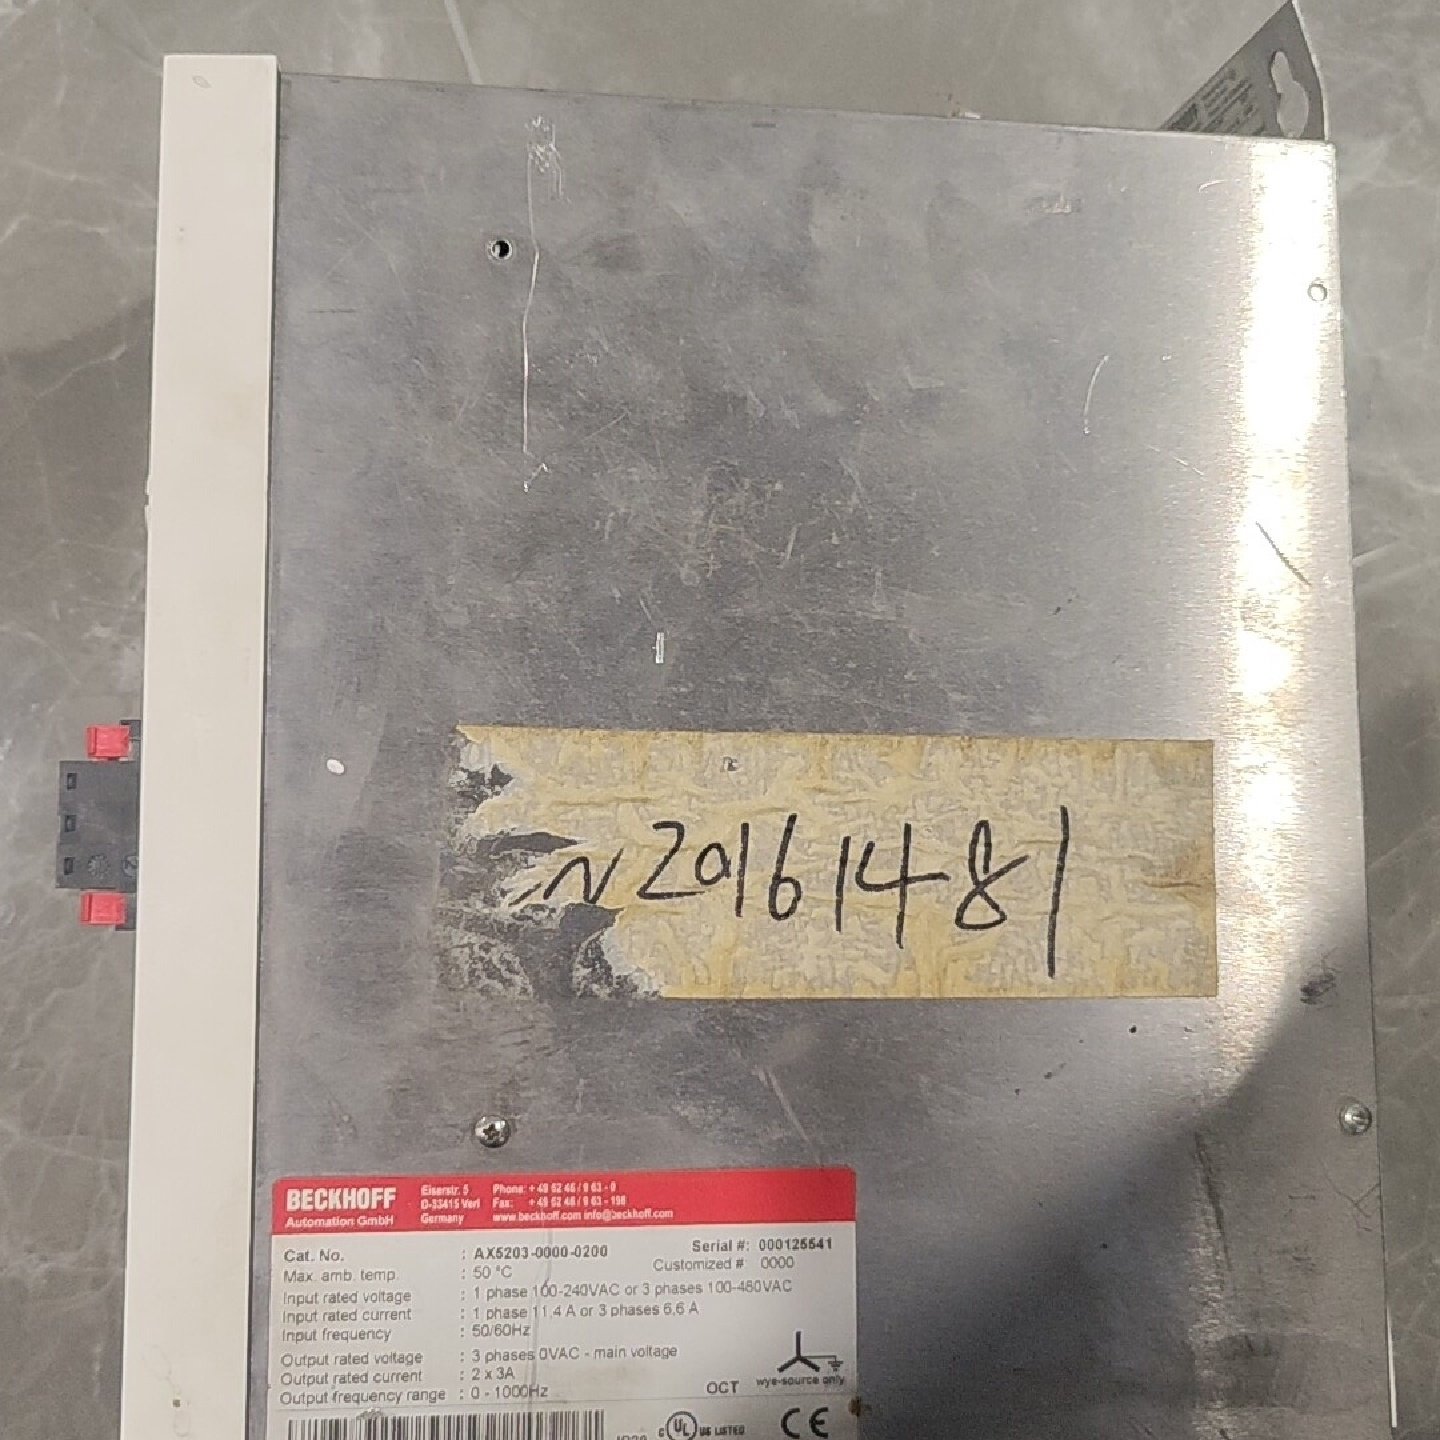 N20161481
BECKHOFF
Automation GmbH
Eiserstr. 5
D-33415 Verl
Germany
Phone: +49 52 46 / 9 63 - 0
Fax: +49 52 46 / 9 63 - 198
www.beckhoff.com info@beckhoff.com
Cat. No. : AX5203-0000-0200 Serial #: 000125541
Customized #: 0000
Max. amb. temp. : 50 °C
Input rated voltage : 1 phase 100-240VAC or 3 phases 100-480VAC
Input rated current : 1 phase 11,4 A or 3 phases 6,6 A
Input frequency : 50/60Hz
Output rated voltage : 3 phases 0VAC - main voltage
Output rated current : 2 x 3A
Output frequency range : 0 - 1000Hz
OCT wye-source only
c UL US LISTED CE